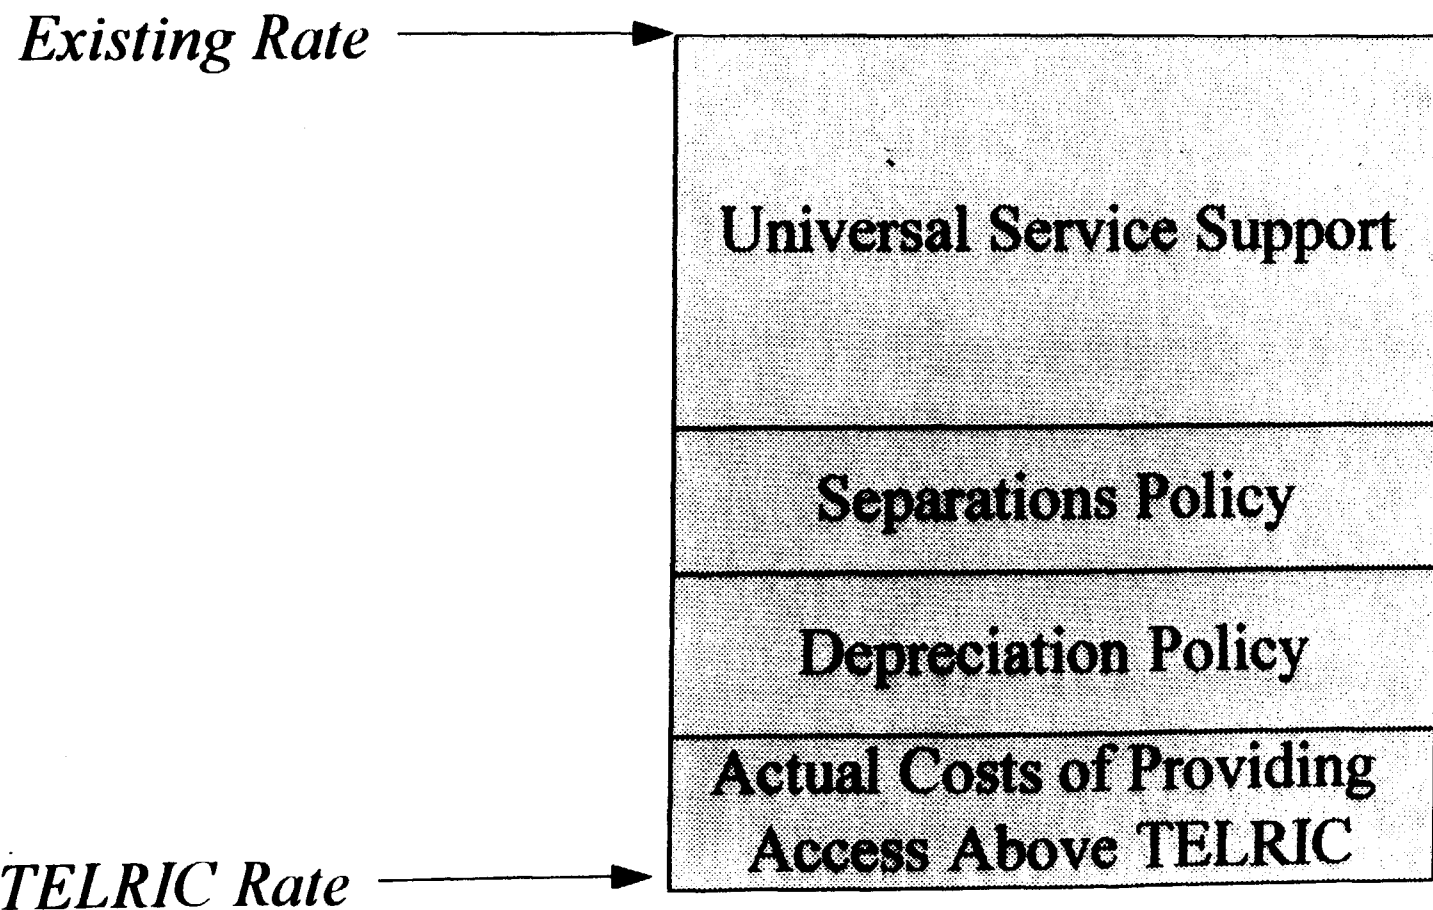 Existing Rate
Universal Service Support
Separations Policy
Depreciation Policy
Actual Costs of Providing
Access Above TELRIC
TELRIC Rate